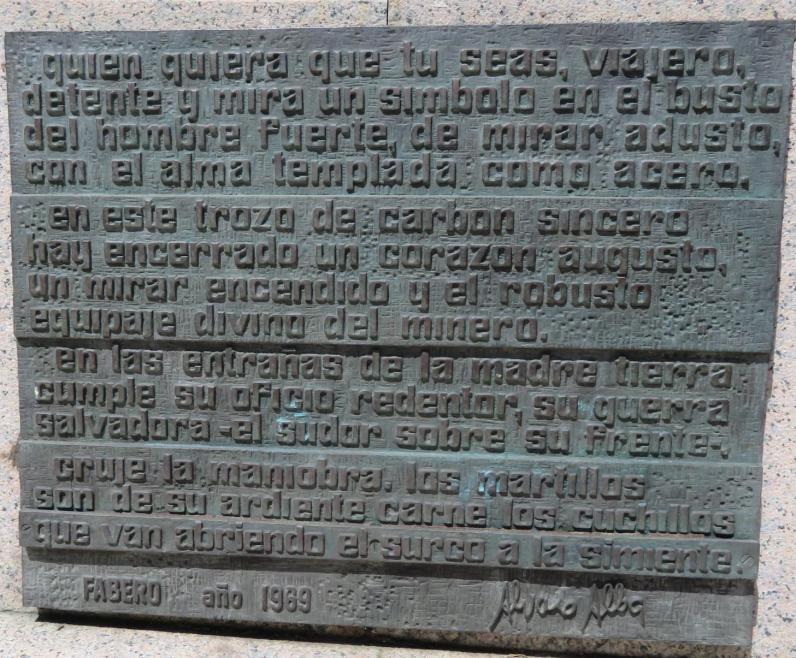 quien quiera que tu seas, viajero,
detente y mira un simbolo en el busto
del hombre fuerte, de mirar adusto,
con el alma templada como acero.
en este trozo de carbon sincero
hay encerrado un corazon augusto,
un mirar encendido y el robusto
equipaje divino del minero.
en las entrañas de la madre tierra
cumple su oficio redentor, su guerra
salvadora -el sudor sobre su frente-.
cruje la maniobra. los martillos
son de su ardiente carne los cuchillos
que van abriendo el surco a la simiente.
FABERO año 1969 Alvaro Alba